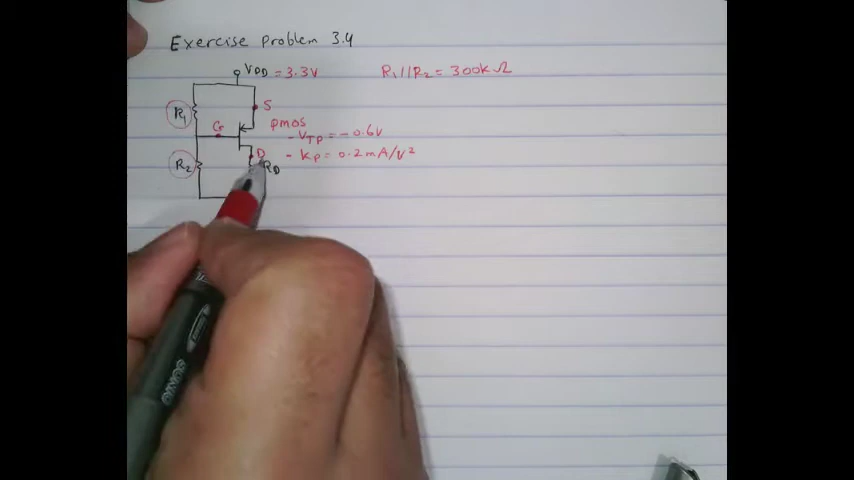 Exercise Problem 3.4
VDD = 3.3V
R1//R2 = 300kΩ
S
R1
G
pmos
- VTP = -0.6V
R2
D
- kp = 0.2mA/V²
RD